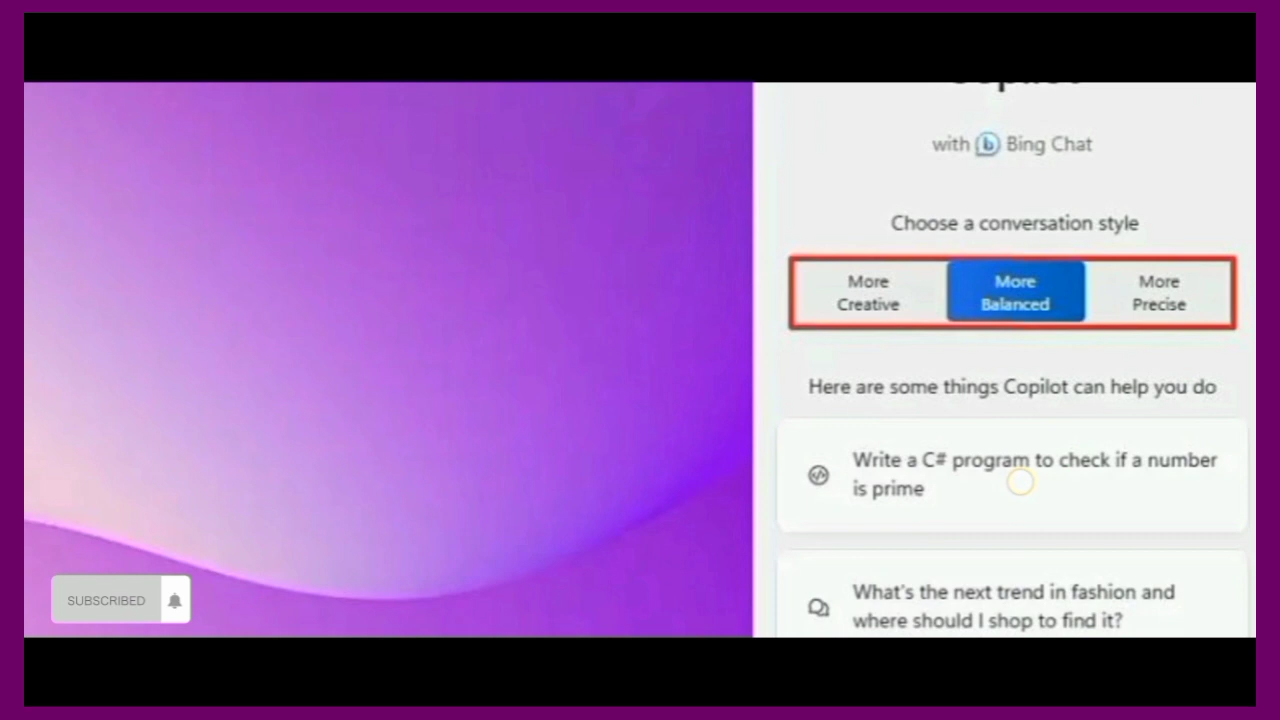 Copilot
with Bing Chat
Choose a conversation style
More Creative
More Balanced
More Precise
Here are some things Copilot can help you do
Write a C# program to check if a number
is prime
What's the next trend in fashion and
where should I shop to find it?
SUBSCRIBED